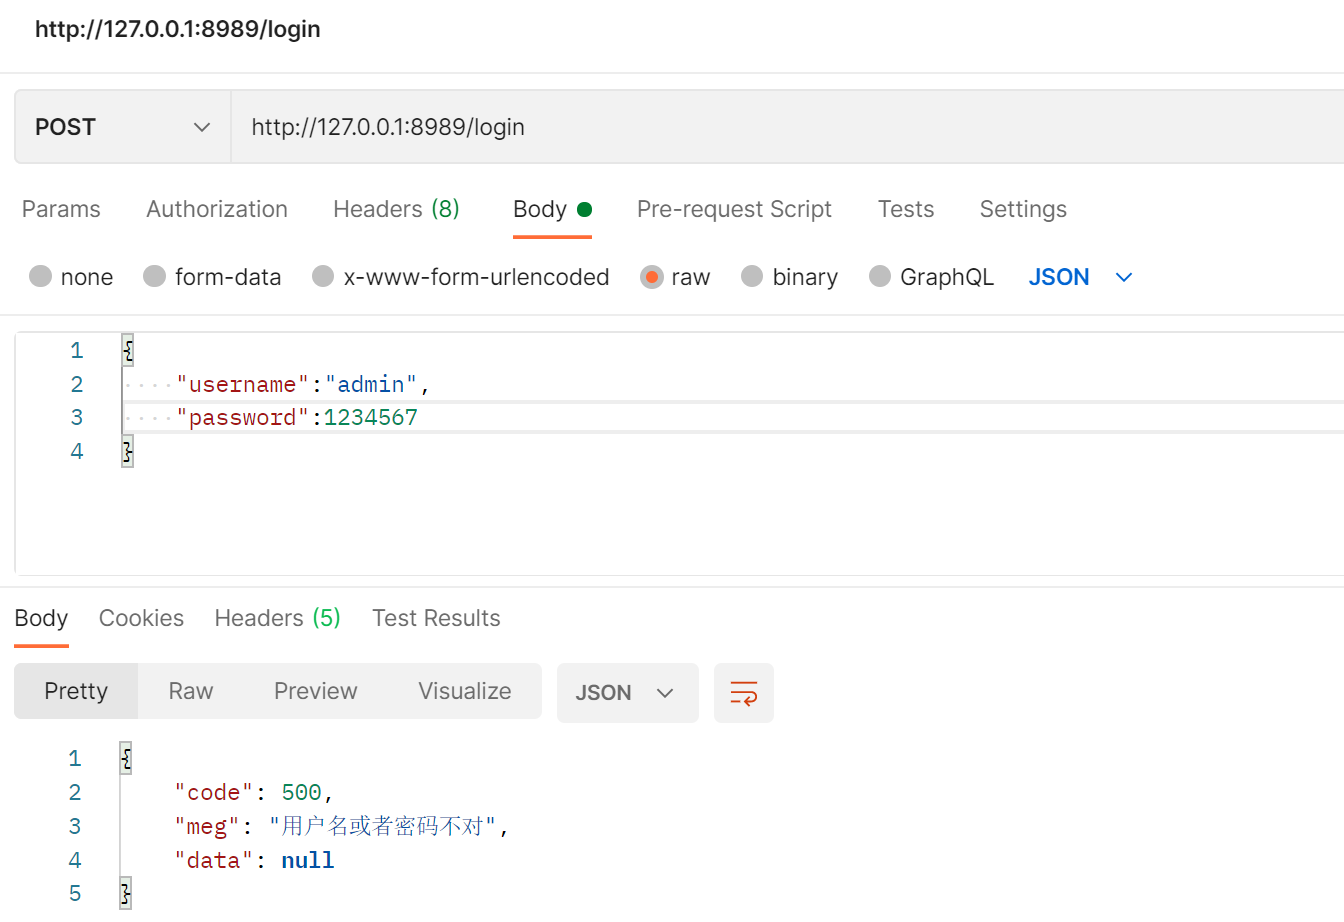 http://127.0.0.1:8989/login
POST http://127.0.0.1:8989/login
Params Authorization Headers (8) Body Pre-request Script Tests Settings
none form-data x-www-form-urlencoded raw binary GraphQL JSON
1 {
2 "username":"admin",
3 "password":1234567
4 }
Body Cookies Headers (5) Test Results
Pretty Raw Preview Visualize JSON
1 {
2 "code": 500,
3 "meg": "用户名或者密码不对",
4 "data": null
5 }